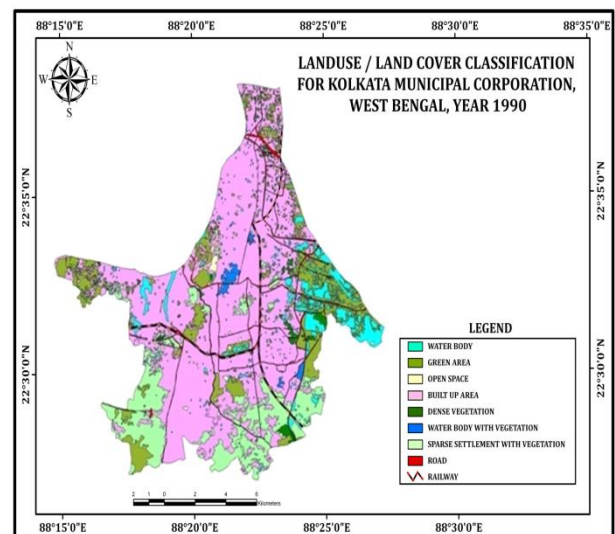 88°15'0"E 88°20'0"E 88°25'0"E 88°30'0"E 88°35'0"E
N
W E
S
LANDUSE / LAND COVER CLASSIFICATION
FOR KOLKATA MUNICIPAL CORPORATION,
WEST BENGAL, YEAR 1990
22°35'0"N 22°35'0"N
22°30'0"N 22°30'0"N
LEGEND
WATER BODY
GREEN AREA
OPEN SPACE
BUILT UP AREA
DENSE VEGETATION
WATER BODY WITH VEGETATION
SPARSE SETTLEMENT WITH VEGETATION
ROAD
RAILWAY
2 1 0 2 4 6
Kilometers
88°15'0"E 88°20'0"E 88°25'0"E 88°30'0"E